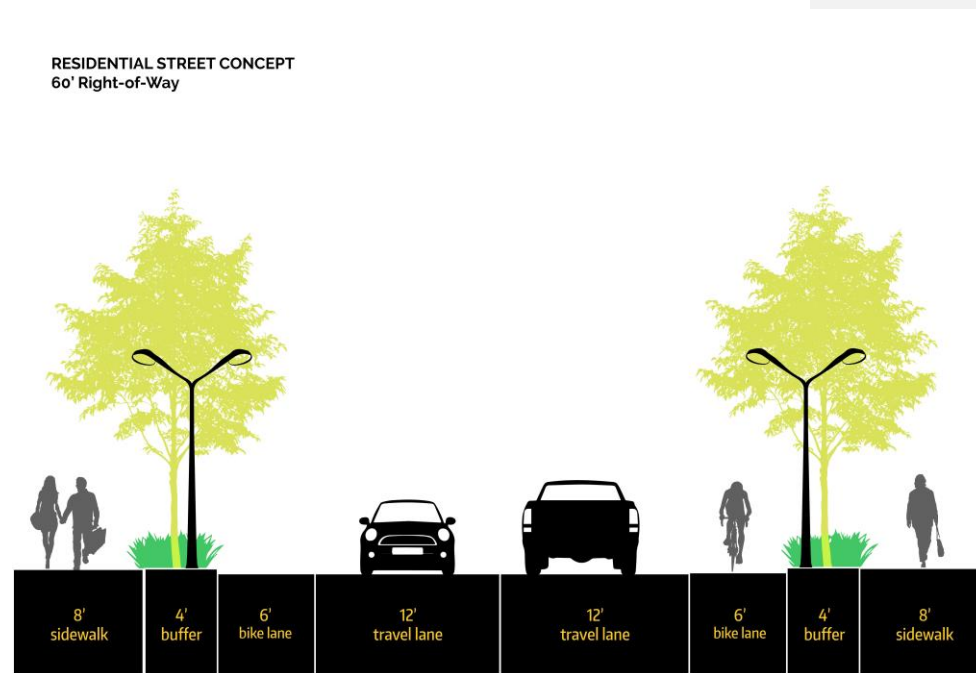 RESIDENTIAL STREET CONCEPT
60' Right-of-Way
8'
sidewalk
4'
buffer
6'
bike lane
12'
travel lane
12'
travel lane
6'
bike lane
4'
buffer
8'
sidewalk